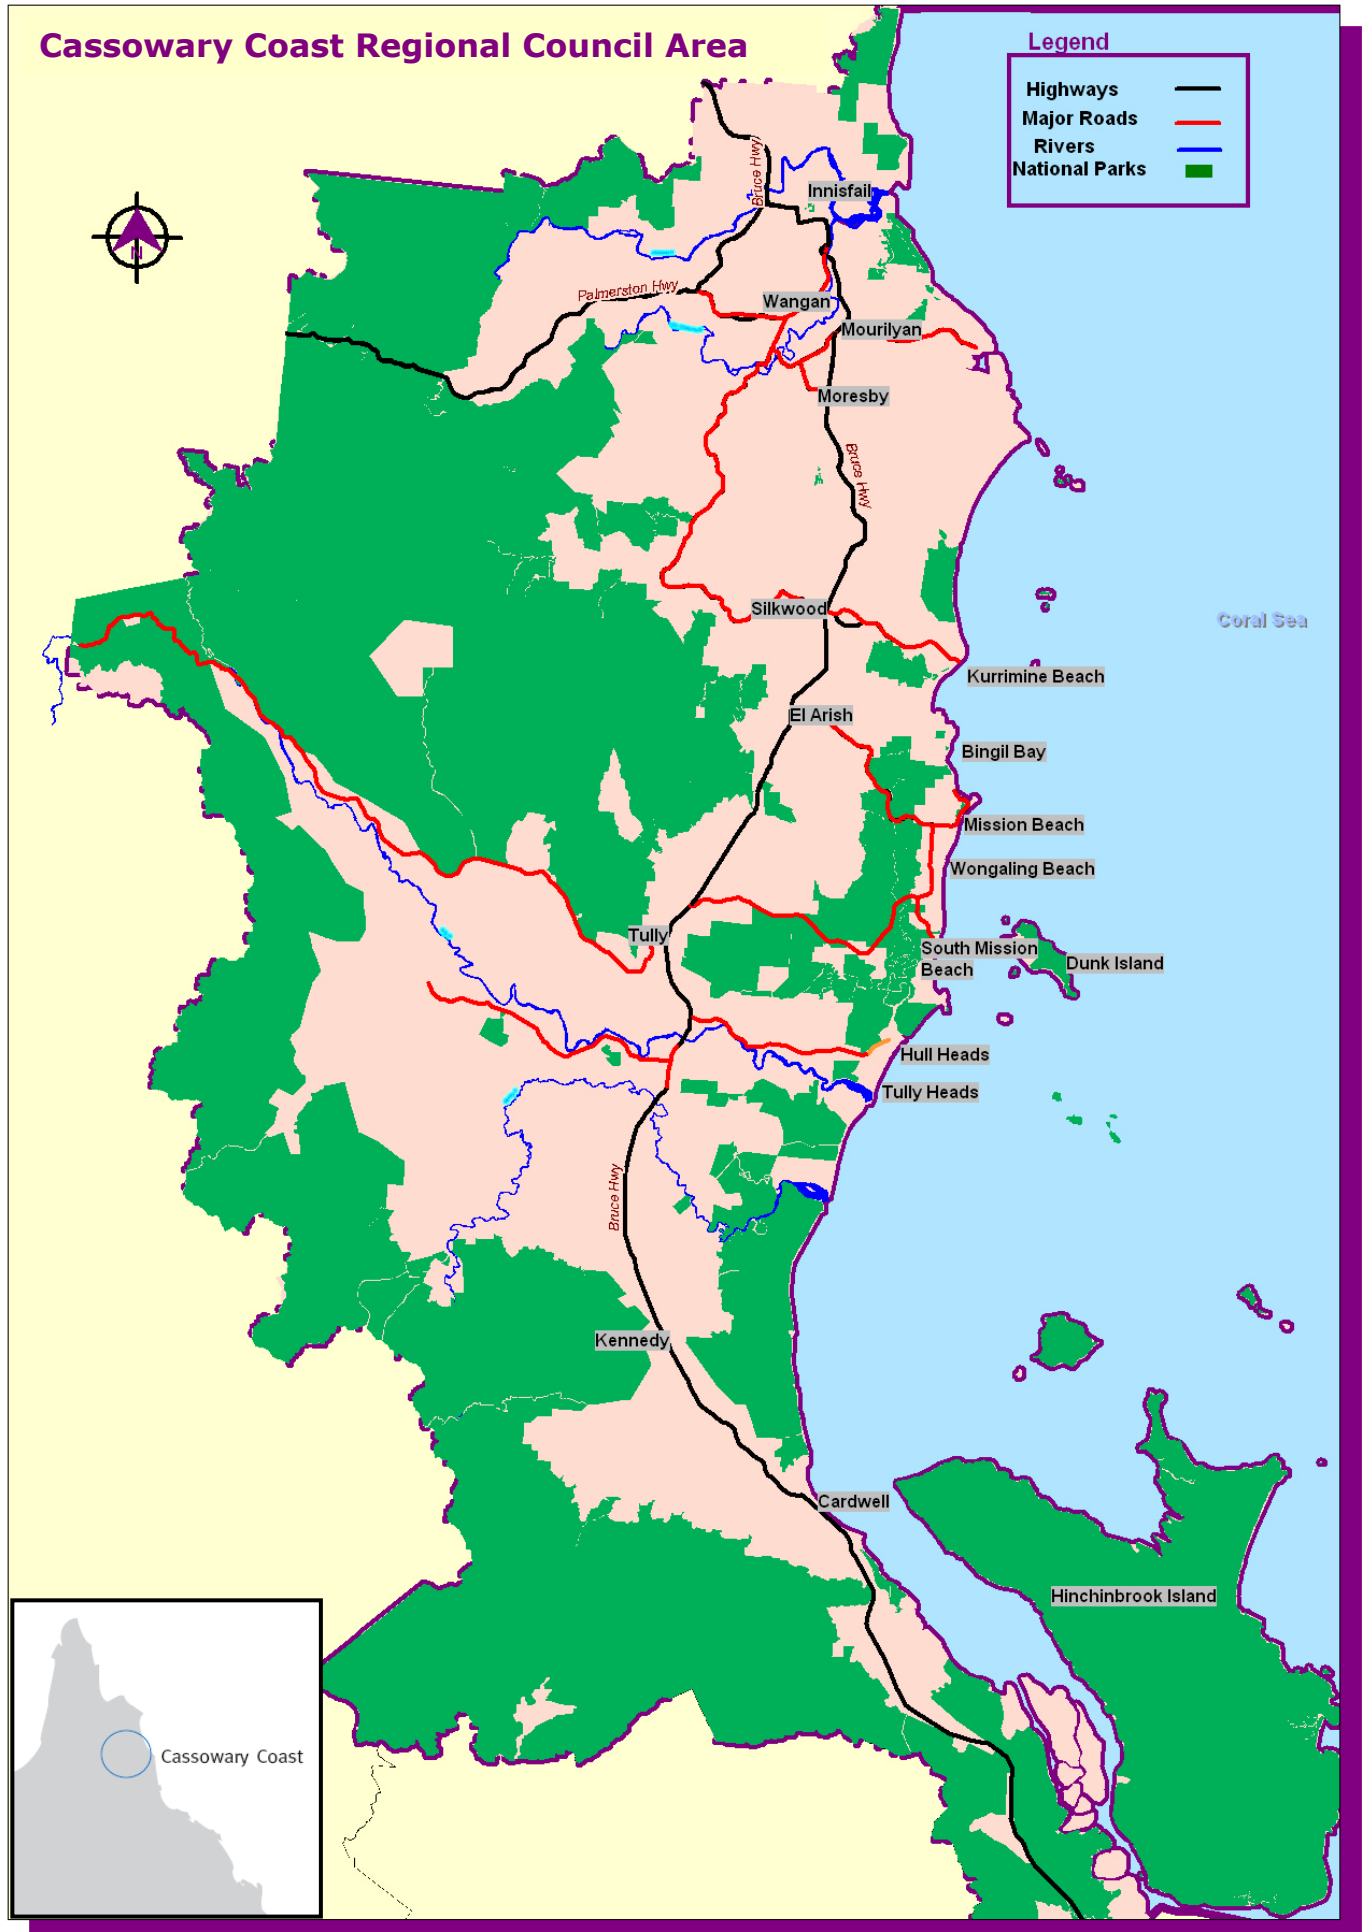 Cassowary Coast Regional Council Area
Legend
Highways
Major Roads
Rivers
National Parks
N
Bruce Hwy
Innisfail
Palmerston Hwy
Wangan
Mourilyan
Moresby
Bruce Hwy
Silkwood
Coral Sea
Kurrimine Beach
El Arish
Bingil Bay
Mission Beach
Wongaling Beach
Tully
South Mission
Beach
Dunk Island
Hull Heads
Tully Heads
Bruce Hwy
Kennedy
Cardwell
Hinchinbrook Island
Cassowary Coast